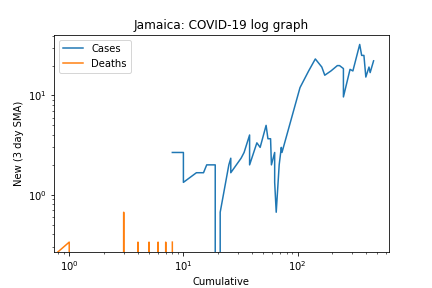 Jamaica: COVID-19 log graph
Cases
Deaths
New (3 day SMA)
10¹
10⁰
10⁰ 10¹ 10²
Cumulative